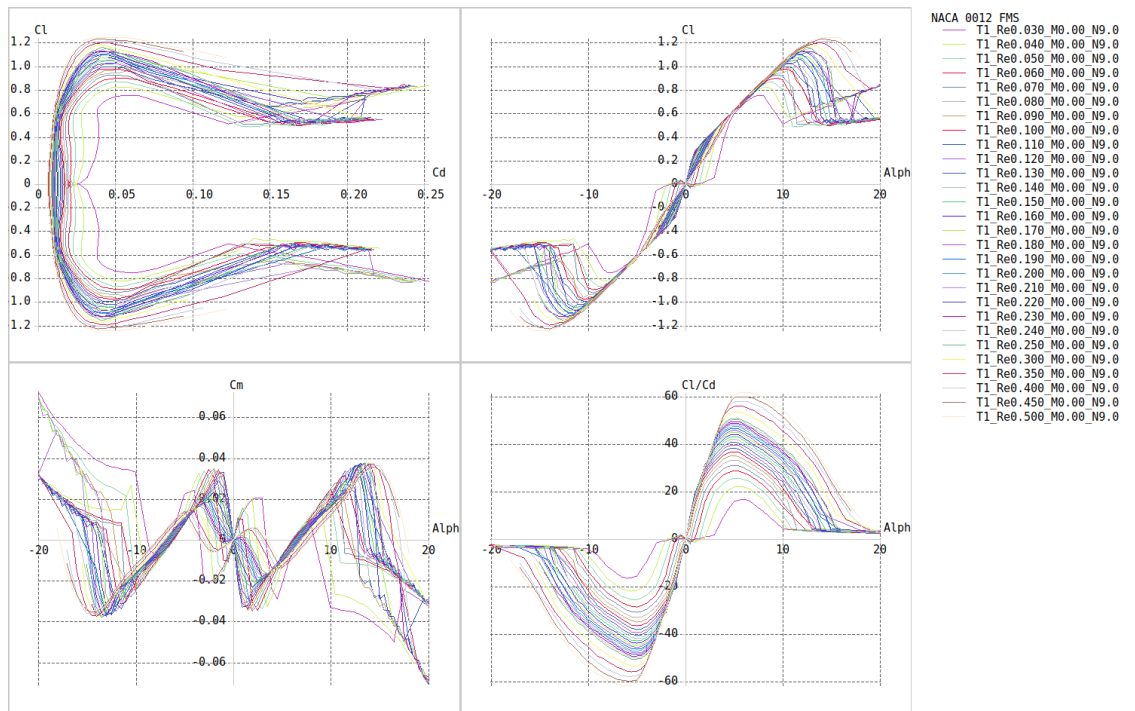 NACA 0012 FMS
T1_Re0.030_M0.00_N9.0
T1_Re0.040_M0.00_N9.0
T1_Re0.050_M0.00_N9.0
T1_Re0.060_M0.00_N9.0
T1_Re0.070_M0.00_N9.0
T1_Re0.080_M0.00_N9.0
T1_Re0.090_M0.00_N9.0
T1_Re0.100_M0.00_N9.0
T1_Re0.110_M0.00_N9.0
T1_Re0.120_M0.00_N9.0
T1_Re0.130_M0.00_N9.0
T1_Re0.140_M0.00_N9.0
T1_Re0.150_M0.00_N9.0
T1_Re0.160_M0.00_N9.0
T1_Re0.170_M0.00_N9.0
T1_Re0.180_M0.00_N9.0
T1_Re0.190_M0.00_N9.0
T1_Re0.200_M0.00_N9.0
T1_Re0.210_M0.00_N9.0
T1_Re0.220_M0.00_N9.0
T1_Re0.230_M0.00_N9.0
T1_Re0.240_M0.00_N9.0
T1_Re0.250_M0.00_N9.0
T1_Re0.300_M0.00_N9.0
T1_Re0.350_M0.00_N9.0
T1_Re0.400_M0.00_N9.0
T1_Re0.450_M0.00_N9.0
T1_Re0.500_M0.00_N9.0
Cl
1.2
1.0
0.8
0.6
0.4
0.2
0
Cd
0 0.05 0.10 0.15 0.20 0.25
0.2
0.4
0.6
0.8
1.0
1.2
Cl
1.2
1.0
0.8
0.6
0.4
0.2
0
Alph
-20 -10 0 10 20
-0.2
-0.4
-0.6
-0.8
-1.0
-1.2
Cm
0.06
0.04
0.02
0
Alph
-20 -10 0 10 20
-0.02
-0.04
-0.06
Cl/Cd
60
40
20
0
Alph
-20 -10 0 10 20
-20
-40
-60